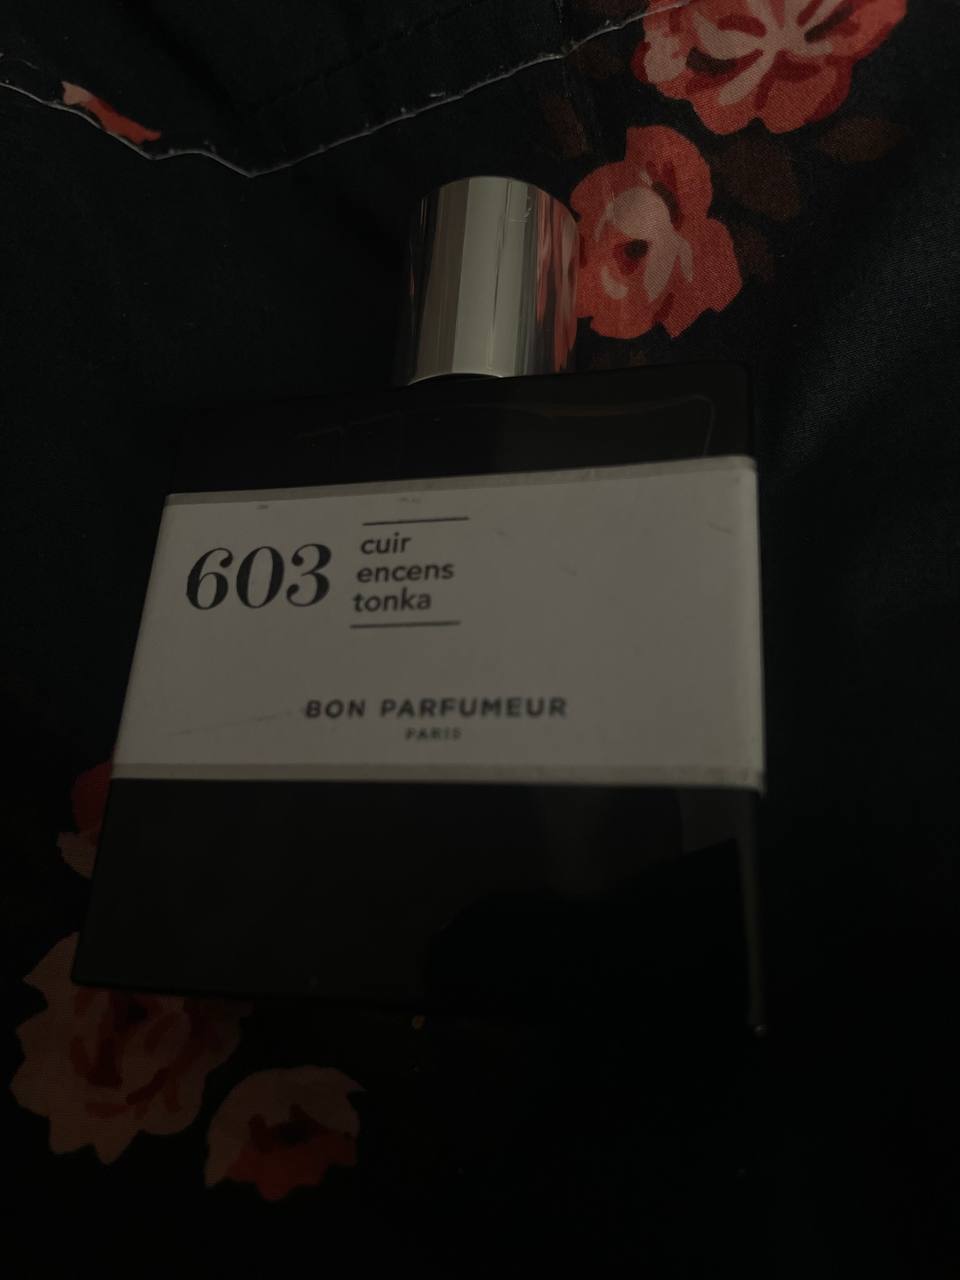 603
cuir
encens
tonka
BON PARFUMEUR
PARIS